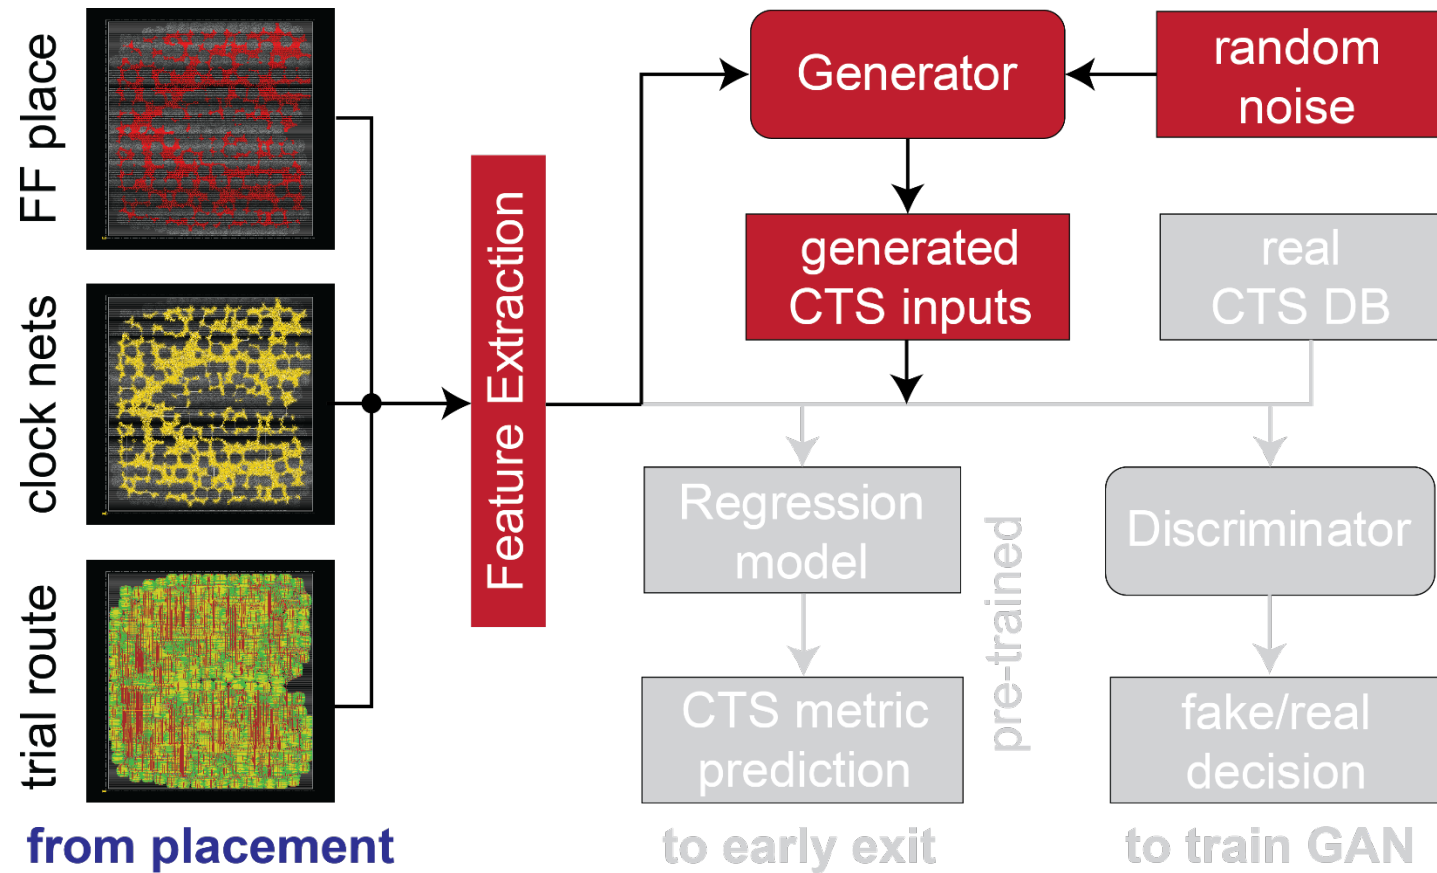 FF place
clock nets
trial route
from placement
Feature Extraction
Generator
random
noise
generated
CTS inputs
real
CTS DB
Regression
model
pre-trained
Discriminator
CTS metric
prediction
fake/real
decision
to early exit
to train GAN